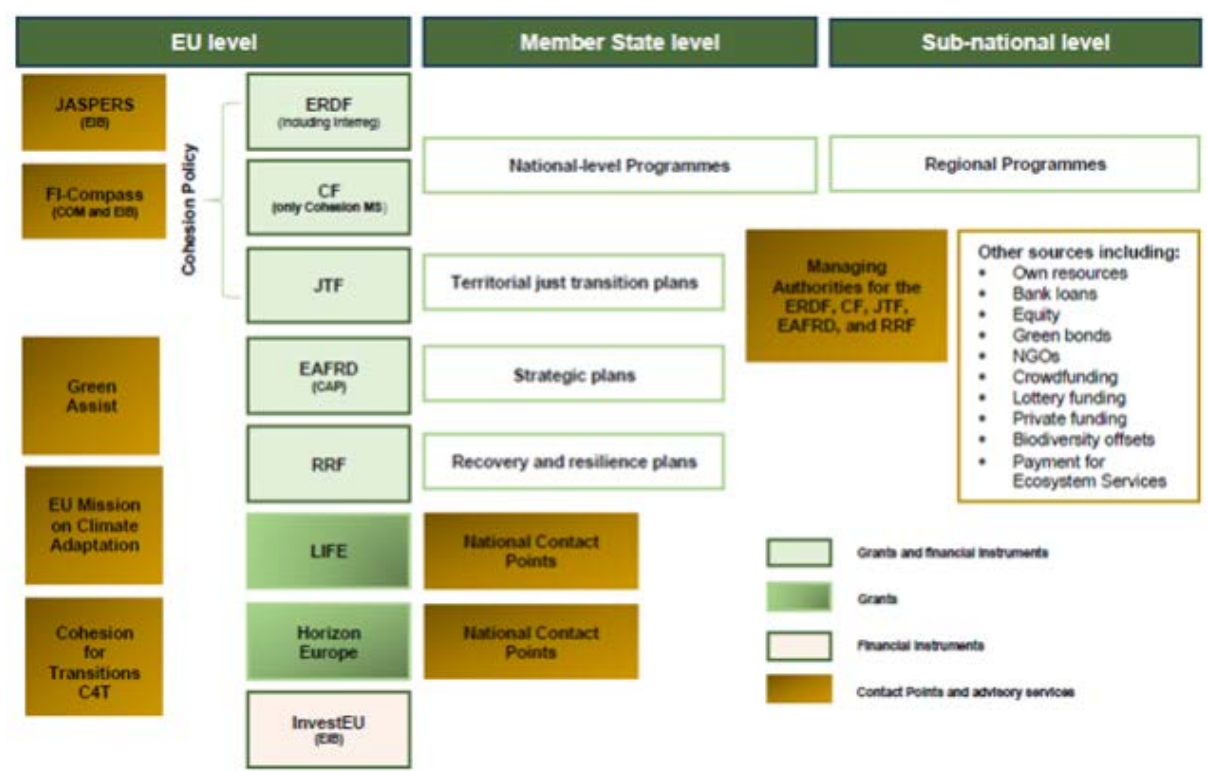 EU level
Member State level
Sub-national level
JASPERS
(EIB)
FI-Compass
(COM and EIB)
Cohesion Policy
ERDF
(Including Interreg)
CF
(only Cohesion MS)
JTF
National-level Programmes
Regional Programmes
Territorial just transition plans
Managing
Authorities for the
ERDF, CF, JTF,
EAFRD, and RRF
Other sources including:
• Own resources
• Bank loans
• Equity
• Green bonds
• NGOs
• Crowdfunding
• Lottery funding
• Private funding
• Biodiversity offsets
• Payment for
Ecosystem Services
Green
Assist
EAFRD
(CAP)
Strategic plans
RRF
Recovery and resilience plans
EU Mission
on Climate
Adaptation
LIFE
National Contact
Points
Cohesion
for
Transitions
C4T
Horizon
Europe
National Contact
Points
InvestEU
(EIB)
Grants and financial instruments
Grants
Financial Instruments
Contact Points and advisory services